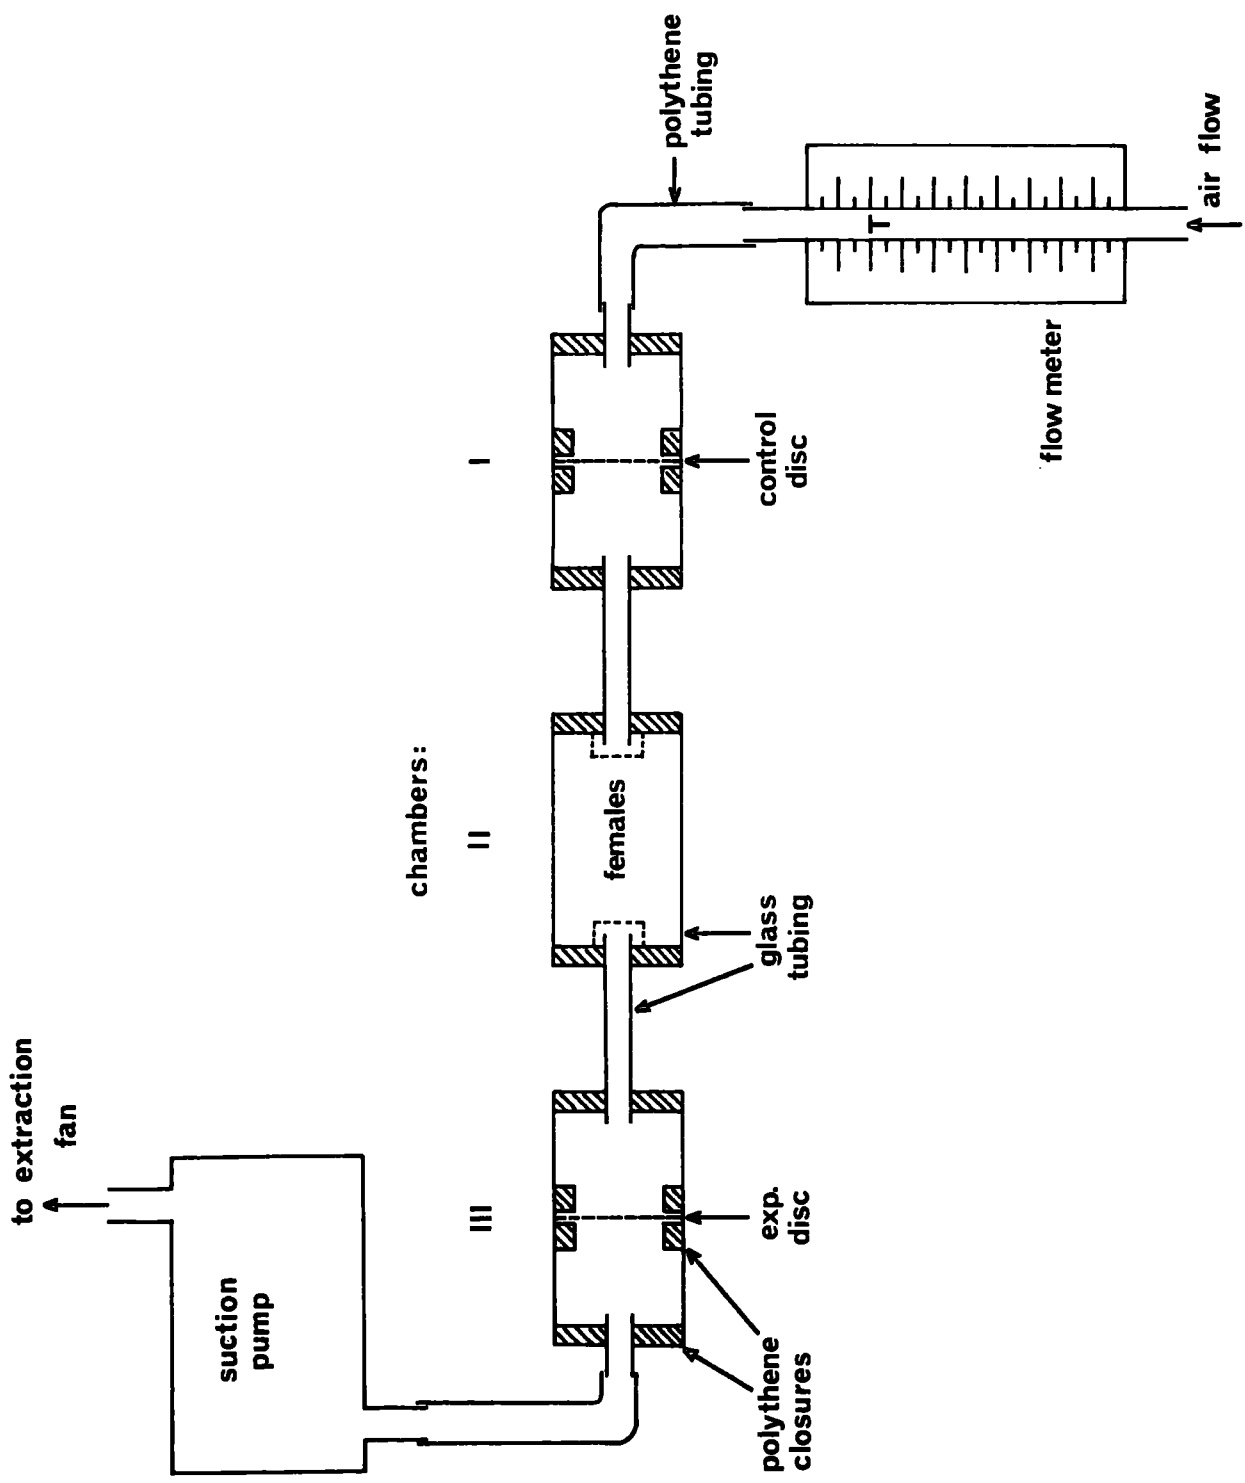 to extraction
fan
suction
pump
chambers:
III
II
I
females
polythene
closures
exp.
disc
glass
tubing
control
disc
polythene
tubing
flow meter
T
air flow